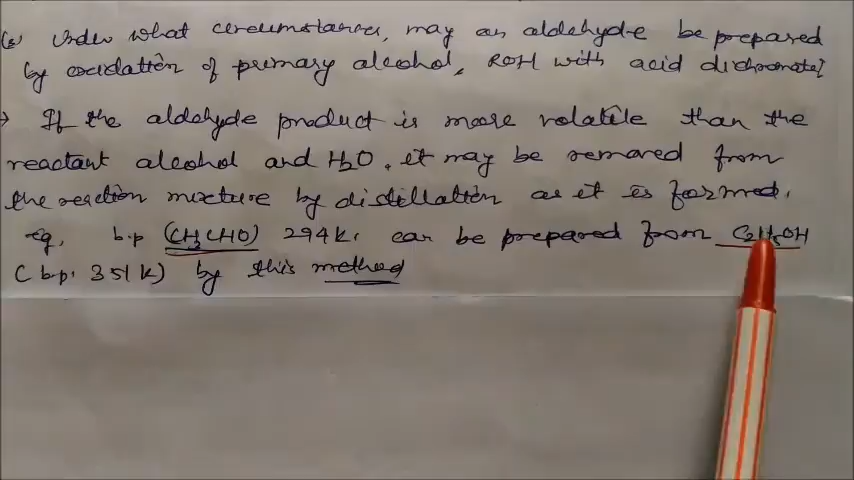 (c) Under what circumstances, may an aldehyde be prepared
by oxidation of primary alcohol, ROH with acid dichromate?
→ If the aldehyde product is more volatile than the
reactant alcohol and H2O. it may be removed from
the reaction mixture by distillation as it is formed.
eg, b.p (CH3CHO) 294K. can be prepared from C2H5OH
(b.p. 351K) by this method